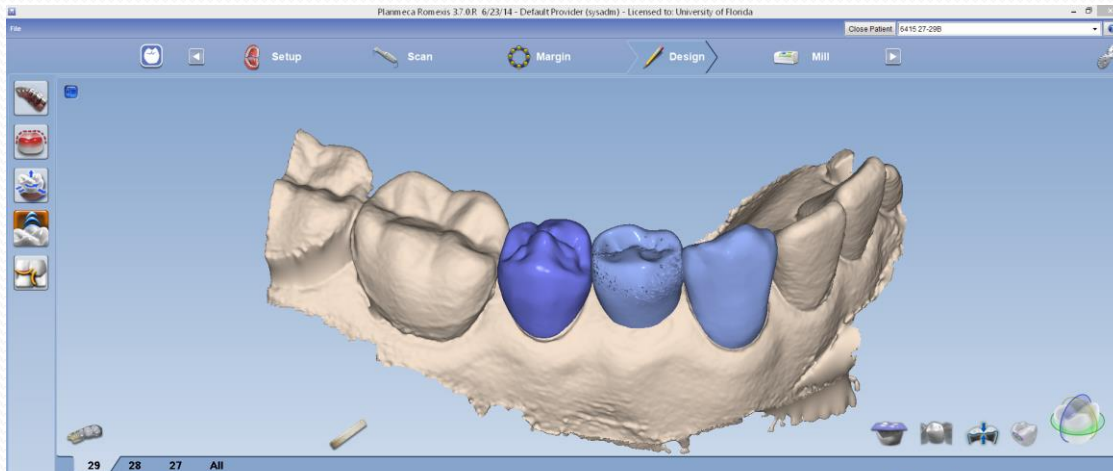 Planmeca Romexis 3.7.0.R 6/23/14 - Default Provider (sysadm) - Licensed to: University of Florida
File
Close Patient 6415 27-29B
Setup Scan Margin Design Mill
29 28 27 All